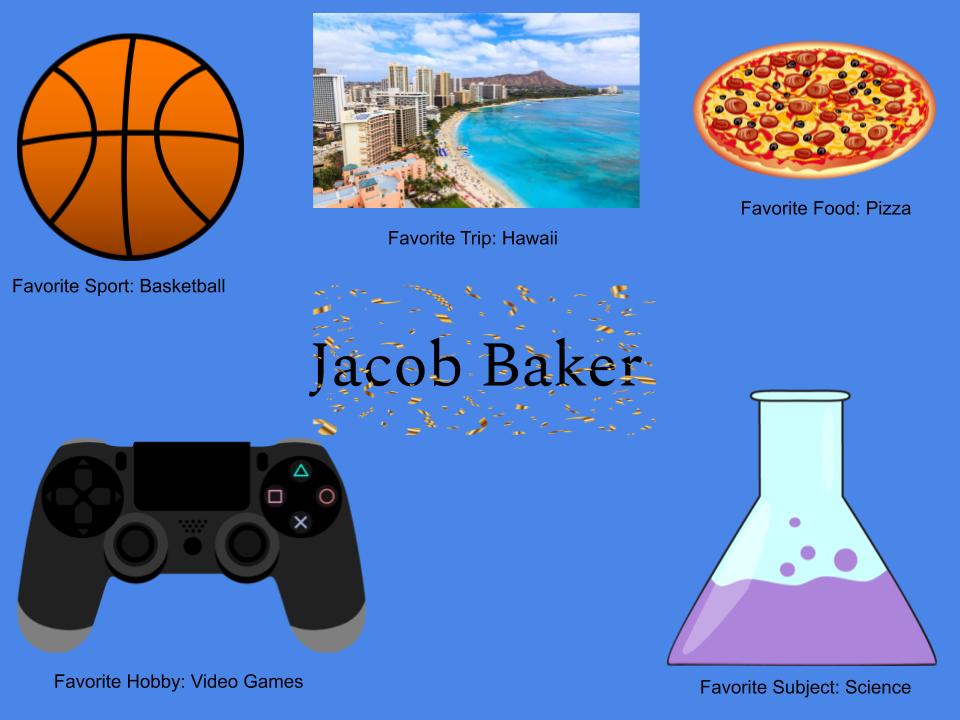 Favorite Trip: Hawaii
Favorite Food: Pizza
Favorite Sport: Basketball
Jacob Baker
Favorite Hobby: Video Games
Favorite Subject: Science